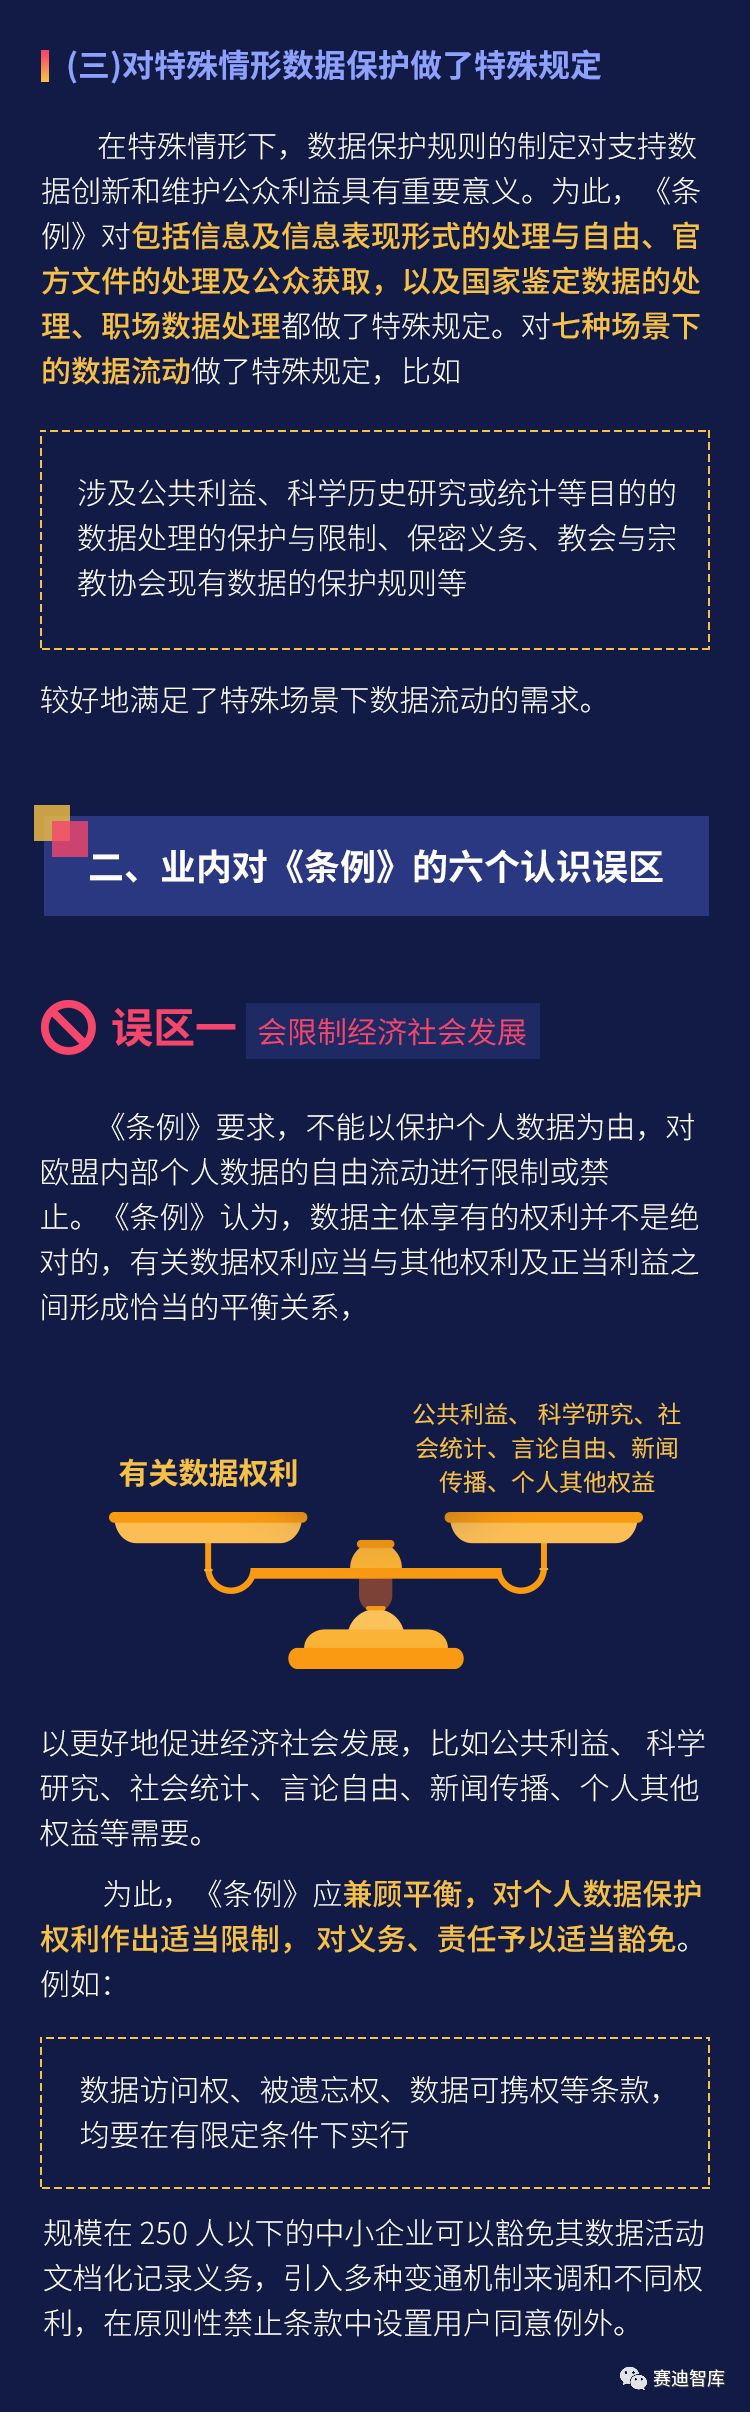 (三)对特殊情形数据保护做了特殊规定
在特殊情形下，数据保护规则的制定对支持数
据创新和维护公众利益具有重要意义。为此，《条
例》对包括信息及信息表现形式的处理与自由、官
方文件的处理及公众获取，以及国家鉴定数据的处
理、职场数据处理都做了特殊规定。对七种场景下
的数据流动做了特殊规定，比如
涉及公共利益、科学历史研究或统计等目的的
数据处理的保护与限制、保密义务、教会与宗
教协会现有数据的保护规则等
较好地满足了特殊场景下数据流动的需求。
二、业内对《条例》的六个认识误区
误区一 会限制经济社会发展
《条例》要求，不能以保护个人数据为由，对
欧盟内部个人数据的自由流动进行限制或禁
止。《条例》认为，数据主体享有的权利并不是绝
对的，有关数据权利应当与其他权利及正当利益之
间形成恰当的平衡关系，
有关数据权利
公共利益、 科学研究、社
会统计、言论自由、新闻
传播、个人其他权益
以更好地促进经济社会发展，比如公共利益、 科学
研究、社会统计、言论自由、新闻传播、个人其他
权益等需要。
为此，《条例》应兼顾平衡，对个人数据保护
权利作出适当限制， 对义务、责任予以适当豁免。
例如：
数据访问权、被遗忘权、数据可携权等条款，
均要在有限定条件下实行
规模在 250 人以下的中小企业可以豁免其数据活动
文档化记录义务，引入多种变通机制来调和不同权
利，在原则性禁止条款中设置用户同意例外。
赛迪智库